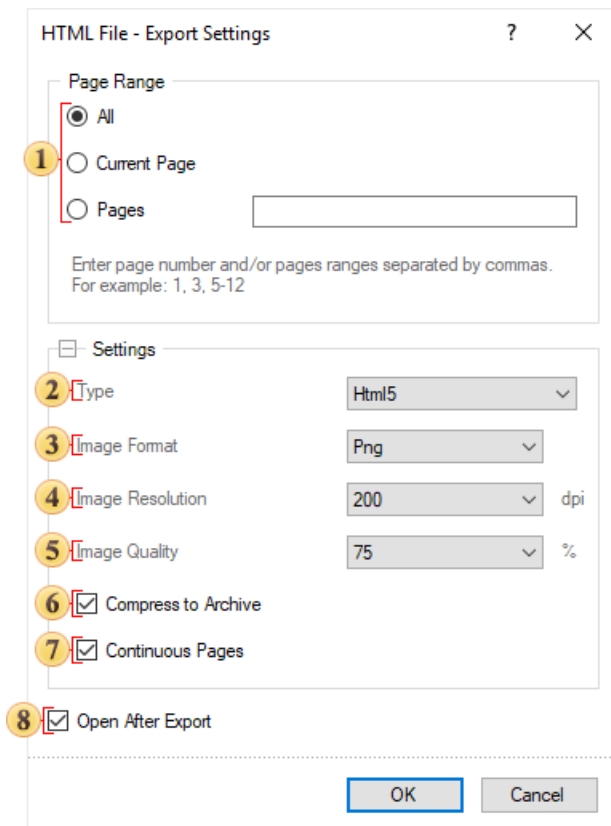 HTML File - Export Settings ?
Page Range
All
1 Current Page
Pages
Enter page number and/or pages ranges separated by commas.
For example: 1, 3, 5-12
Settings
2 Type Html5
3 Image Format Png
4 Image Resolution 200 dpi
5 Image Quality 75 %
6 Compress to Archive
7 Continuous Pages
8 Open After Export
OK Cancel